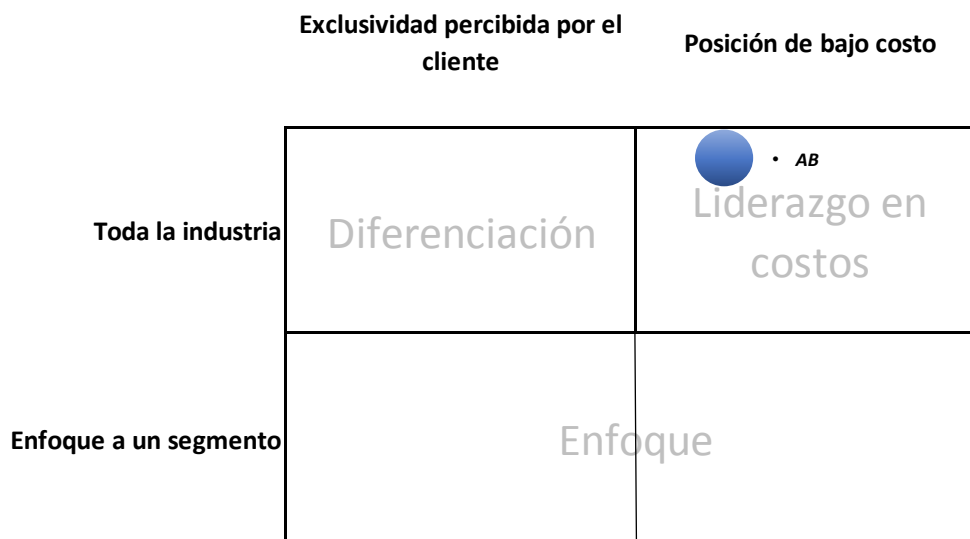 Exclusividad percibida por el
cliente
Posición de bajo costo
• AB
Toda la industria
Diferenciación
Liderazgo en
costos
Enfoque a un segmento
Enfoque